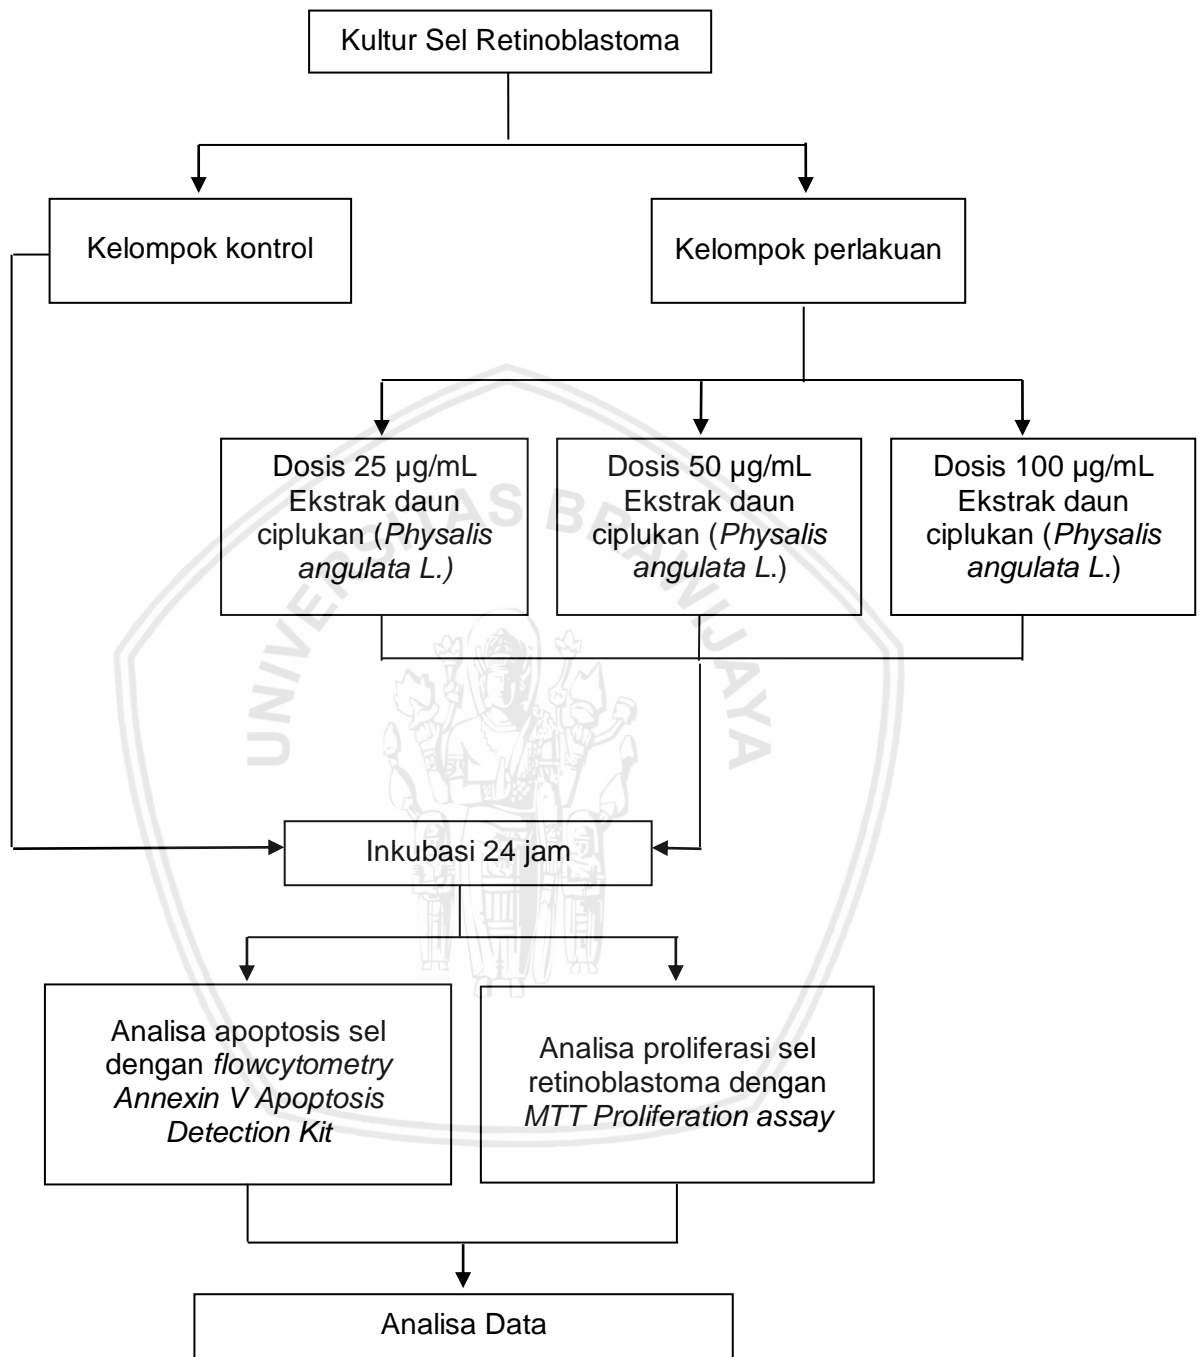 Kultur Sel Retinoblastoma
Kelompok kontrol
Kelompok perlakuan
Dosis 25 µg/mL
Ekstrak daun
ciplukan (Physalis
angulata L.)
Dosis 50 µg/mL
Ekstrak daun
ciplukan (Physalis
angulata L.)
Dosis 100 µg/mL
Ekstrak daun
ciplukan (Physalis
angulata L.)
UNIVERSITAS BRAWIJAYA
Inkubasi 24 jam
Analisa apoptosis sel
dengan flowcytometry
Annexin V Apoptosis
Detection Kit
Analisa proliferasi sel
retinoblastoma dengan
MTT Proliferation assay
Analisa Data